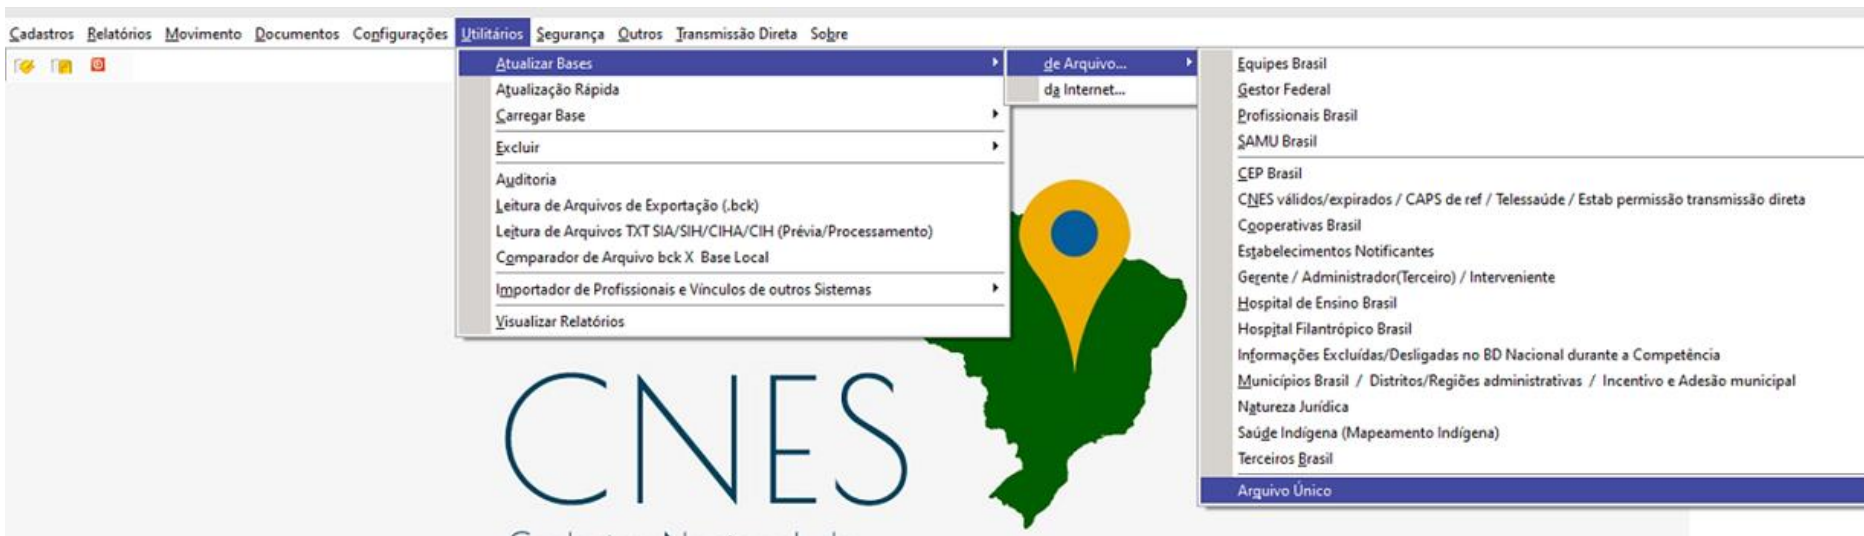 Cadastros Relatórios Movimento Documentos Configurações Utilitários Segurança Outros Transmissão Direta Sobre
Atualizar Bases
Atualização Rápida
Carregar Base
Excluir
Auditoria
Leitura de Arquivos de Exportação (.bck)
Leitura de Arquivos TXT SIA/SIH/CIHA/CIH (Prévia/Processamento)
Comparador de Arquivo bck X Base Local
Importador de Profissionais e Vínculos de outros Sistemas
Visualizar Relatórios
de Arquivo...
da Internet...
Equipes Brasil
Gestor Federal
Profissionais Brasil
SAMU Brasil
CEP Brasil
CNES válidos/expirados / CAPS de ref / Telessaúde / Estab permissão transmissão direta
Cooperativas Brasil
Estabelecimentos Notificantes
Gerente / Administrador(Terceiro) / Interveniente
Hospital de Ensino Brasil
Hospital Filantrópico Brasil
Informações Excluídas/Desligadas no BD Nacional durante a Competência
Municípios Brasil / Distritos/Regiões administrativas / Incentivo e Adesão municipal
Natureza Jurídica
Saúde Indígena (Mapeamento Indígena)
Terceiros Brasil
Arquivo Único
CNES